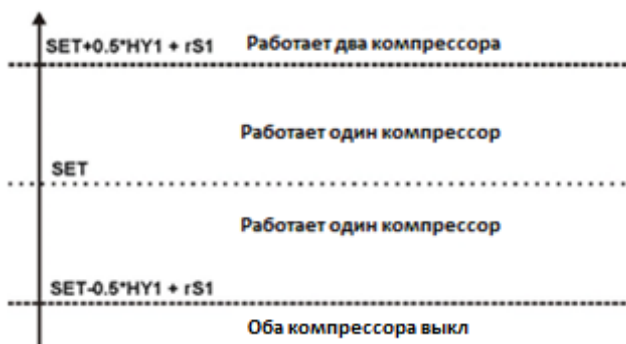 SET+0.5*HY1 + rS1 Работает два компрессора
Работает один компрессор
SET
Работает один компрессор
SET-0.5*HY1 + rS1
Оба компрессора выкл